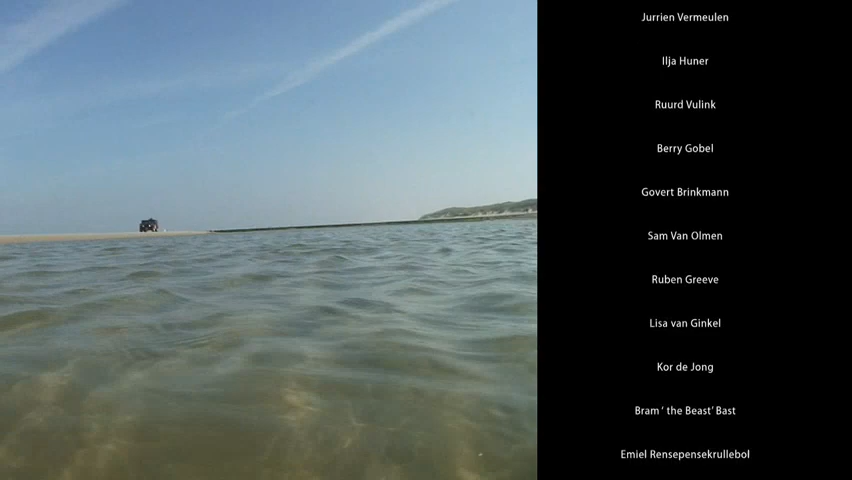 Jurrien Vermeulen
Ilja Huner
Ruurd Vulink
Berry Gobel
Govert Brinkmann
Sam Van Olmen
Ruben Greeve
Lisa van Ginkel
Kor de Jong
Bram ‘ the Beast’ Bast
Emiel Rensepensekrullebol